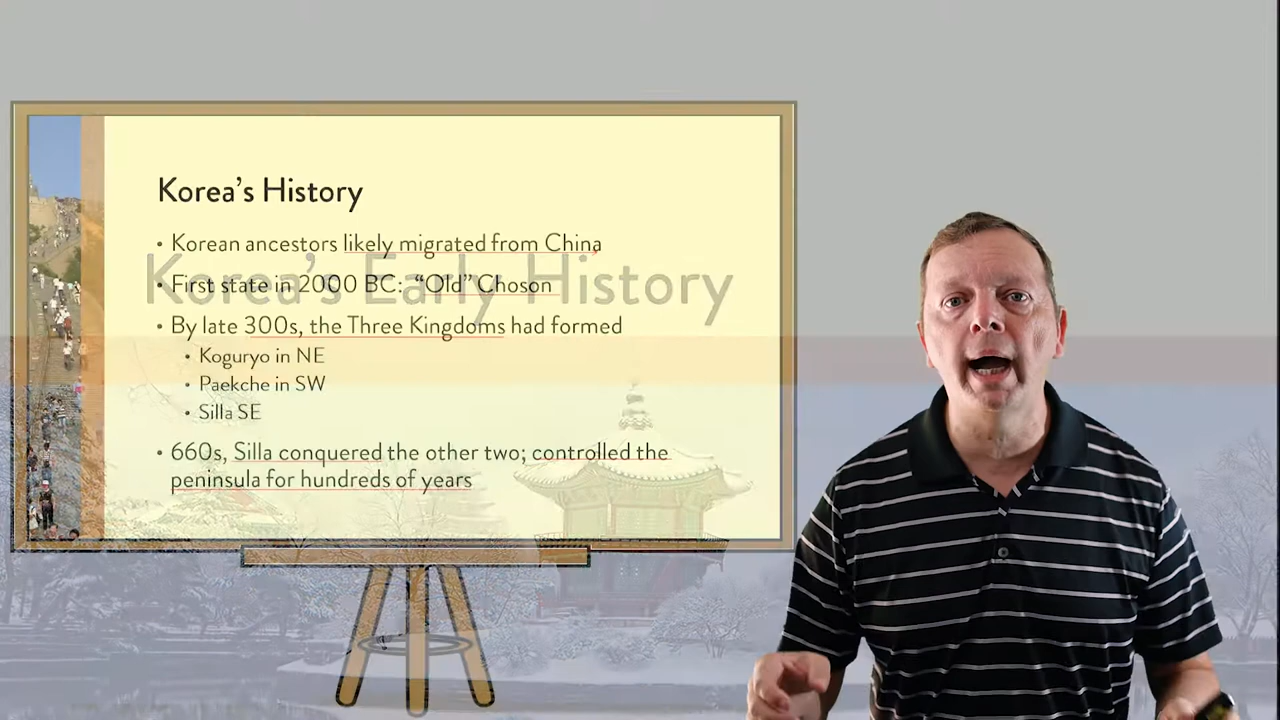 Korea's History
• Korean ancestors likely migrated from China
Korea's Early History
• First state in 2000 BC: "Old" Choson
• By late 300s, the Three Kingdoms had formed
• Koguryo in NE
• Paekche in SW
• Silla SE
• 660s, Silla conquered the other two; controlled the
peninsula for hundreds of years